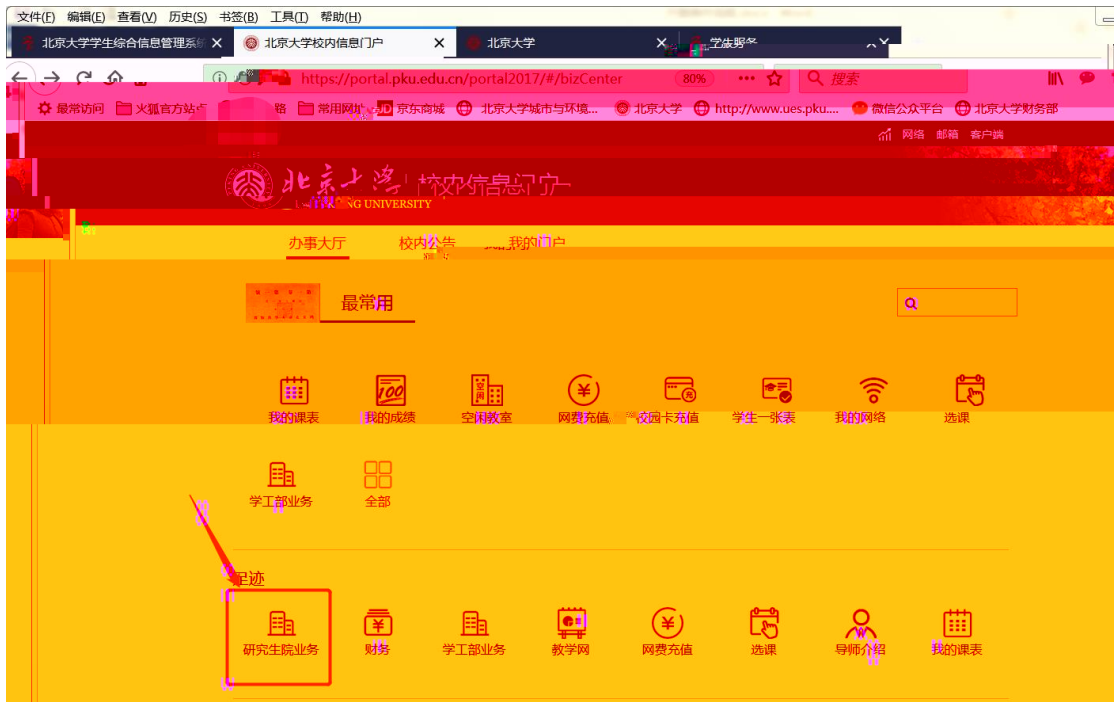 文件(F) 编辑(E) 查看(V) 历史(S) 书签(B) 工具(T) 帮助(H)
北京大学学生综合信息管理系统 北京大学校内信息门户 北京大学
https://portal.pku.edu.cn/portal2017/#/bizCenter 80% 搜索
最常访问 火狐官方站点 常用网址 JD 京东商城 北京大学城市与环境... 北京大学 http://www.ues.pku.... 微信公众平台 北京大学财务部
网络 邮箱 客户端
北京大学 校内信息门户
NG UNIVERSITY
办事大厅 校内公告 我的门户
最常用
我的课表 我的成绩 空闲教室 网费充值 校园卡充值 学生一张表 我的网络 选课
学工部业务 全部
足迹
研究生院业务 财务 学工部业务 教学网 网费充值 选课 导师介绍 我的课表